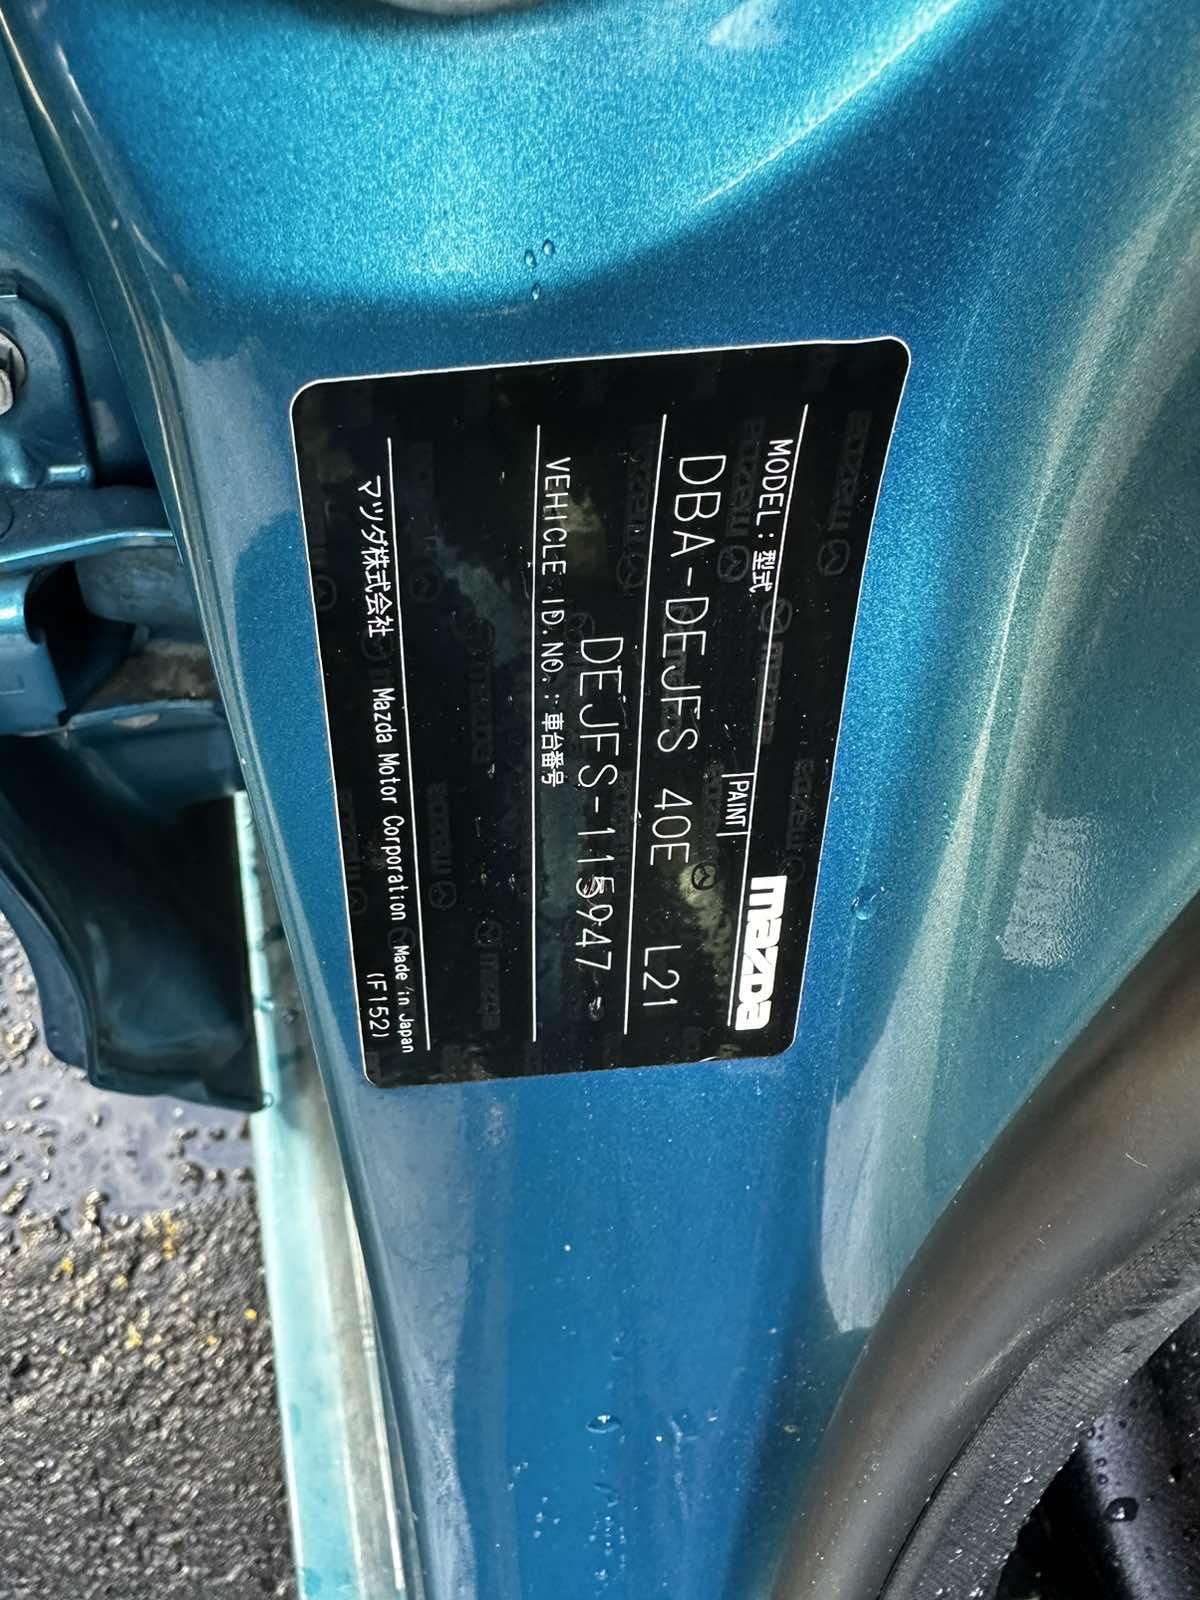 mazda
MODEL: 型式 PAINT
DBA-DEJFS 40E L21
DEJFS-115947
VEHICLE ID.NO.: 車台番号
マツダ株式会社 Mazda Motor Corporation Made in Japan
(F152)